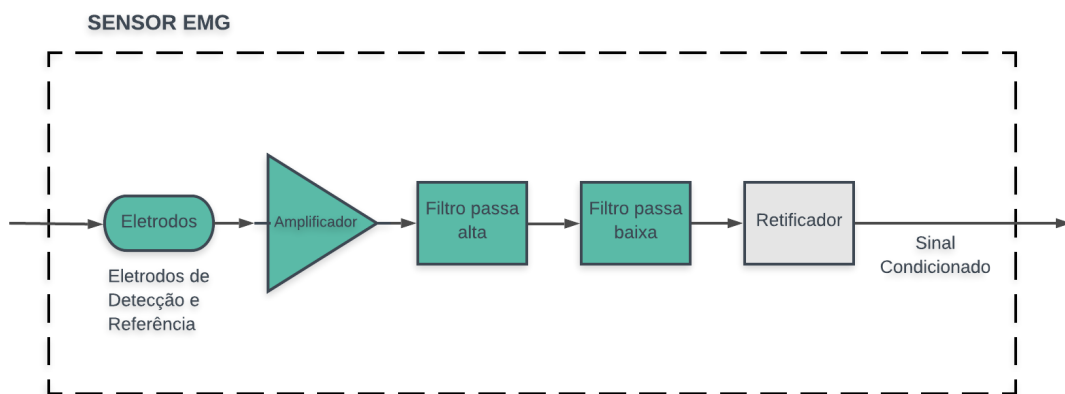 SENSOR EMG
Eletrodos
Amplificador
Filtro passa
alta
Filtro passa
baixa
Retificador
Sinal
Condicionado
Eletrodos de
Detecção e
Referência